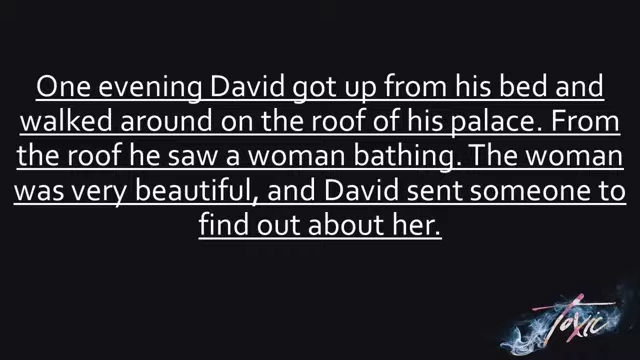 One evening David got up from his bed and
walked around on the roof of his palace. From
the roof he saw a woman bathing. The woman
was very beautiful, and David sent someone to
find out about her.
Toxic